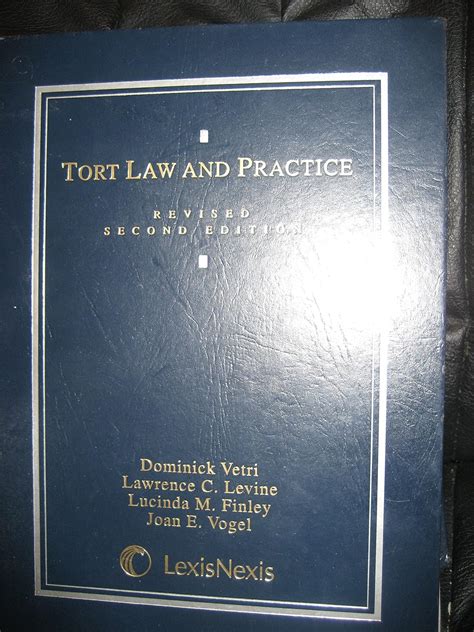 TORT LAW AND PRACTICE
REVISED
SECOND EDITION
Dominick Vetri
Lawrence C. Levine
Lucinda M. Finley
Joan E. Vogel
LexisNexis